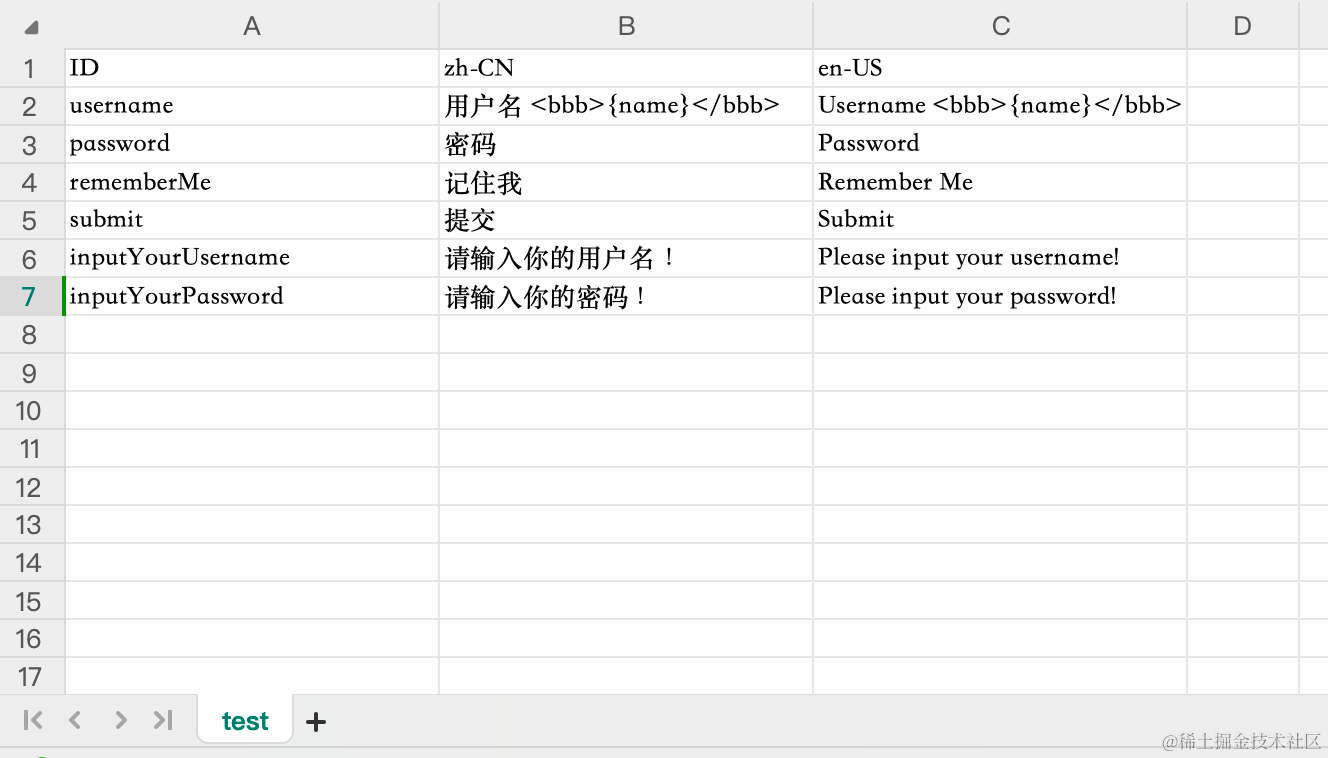 A B C D
1 ID zh-CN en-US
2 username 用户名 <bbb>{name}</bbb> Username <bbb>{name}</bbb>
3 password 密码 Password
4 rememberMe 记住我 Remember Me
5 submit 提交 Submit
6 inputYourUsername 请输入你的用户名！ Please input your username!
7 inputYourPassword 请输入你的密码！ Please input your password!
8
9
10
11
12
13
14
15
16
17
test
@稀土掘金技术社区